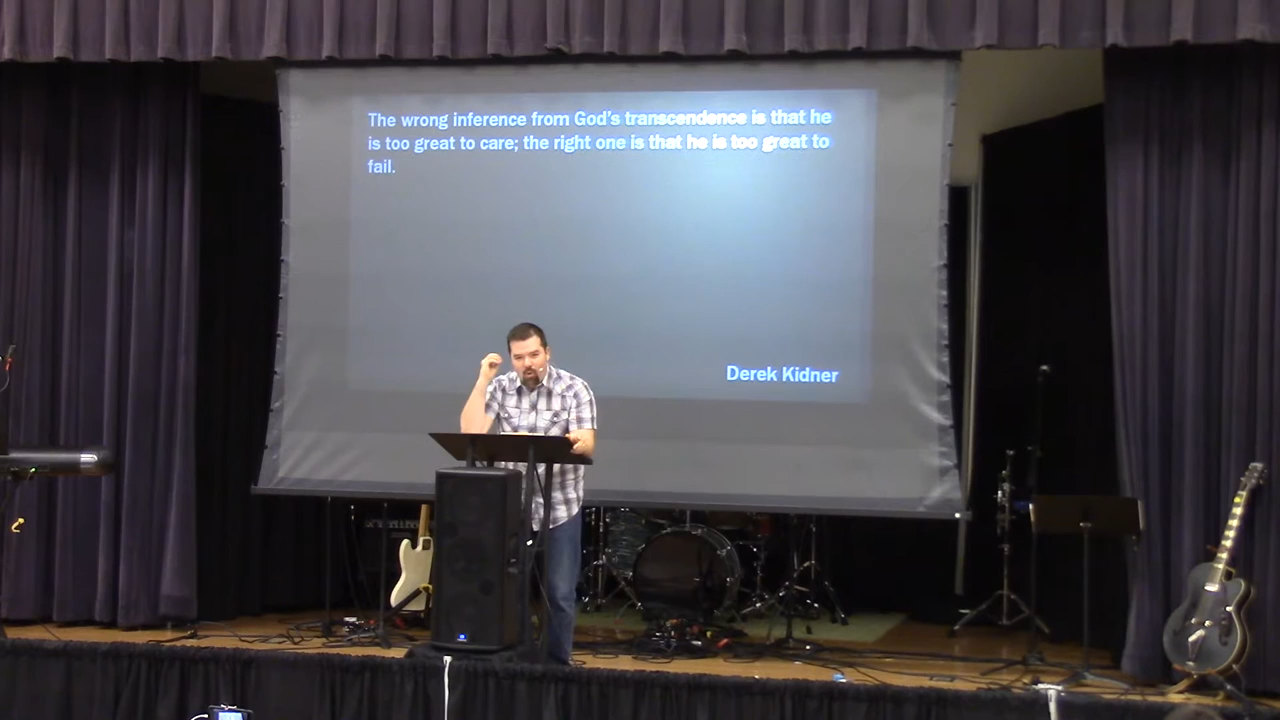 The wrong inference from God's transcendence is that he
is too great to care; the right one is that he is too great to
fail.
Derek Kidner